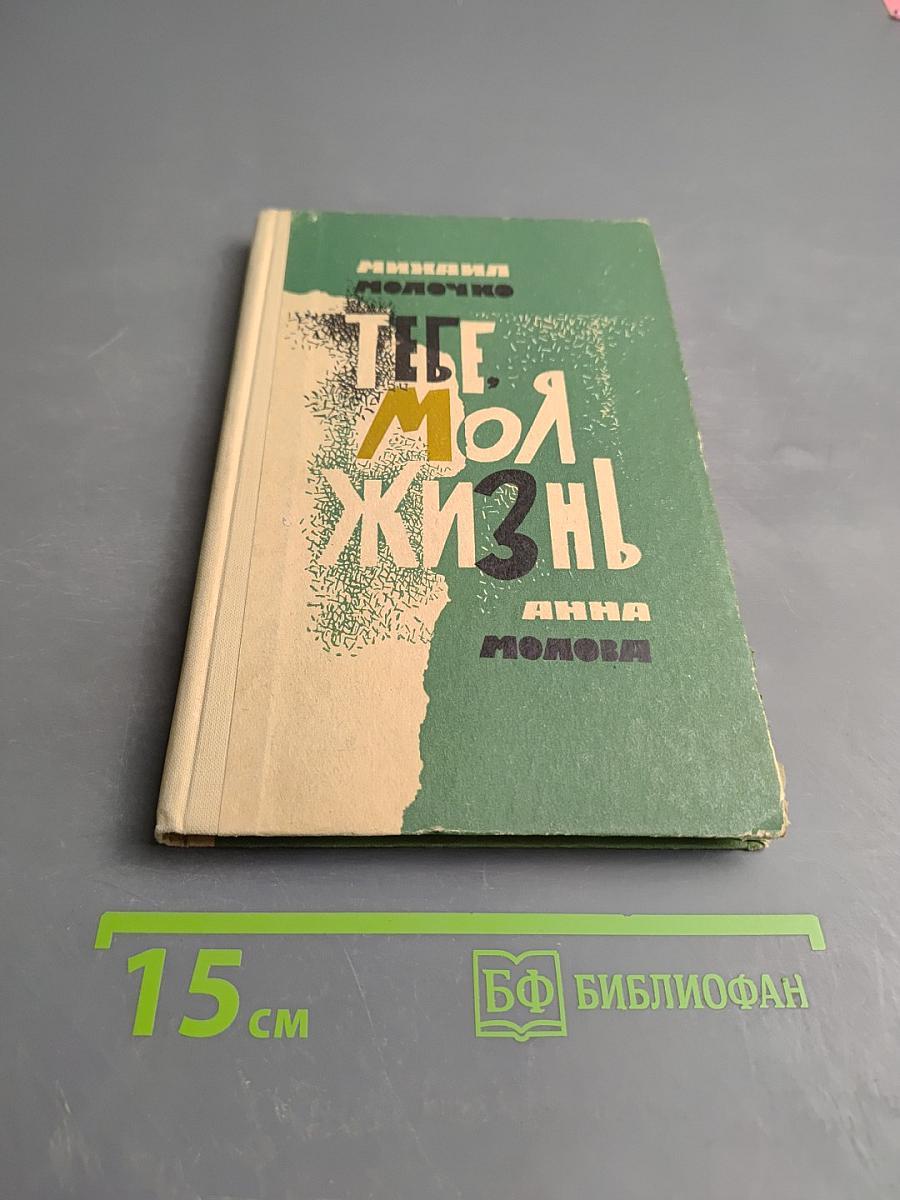 МИХАИЛ
МОЛОЧКО
ТЕБЕ,
МОЯ
ЖИЗНЬ
АННА
МОЛОВА
15 см
БФ БИБЛИОФАН